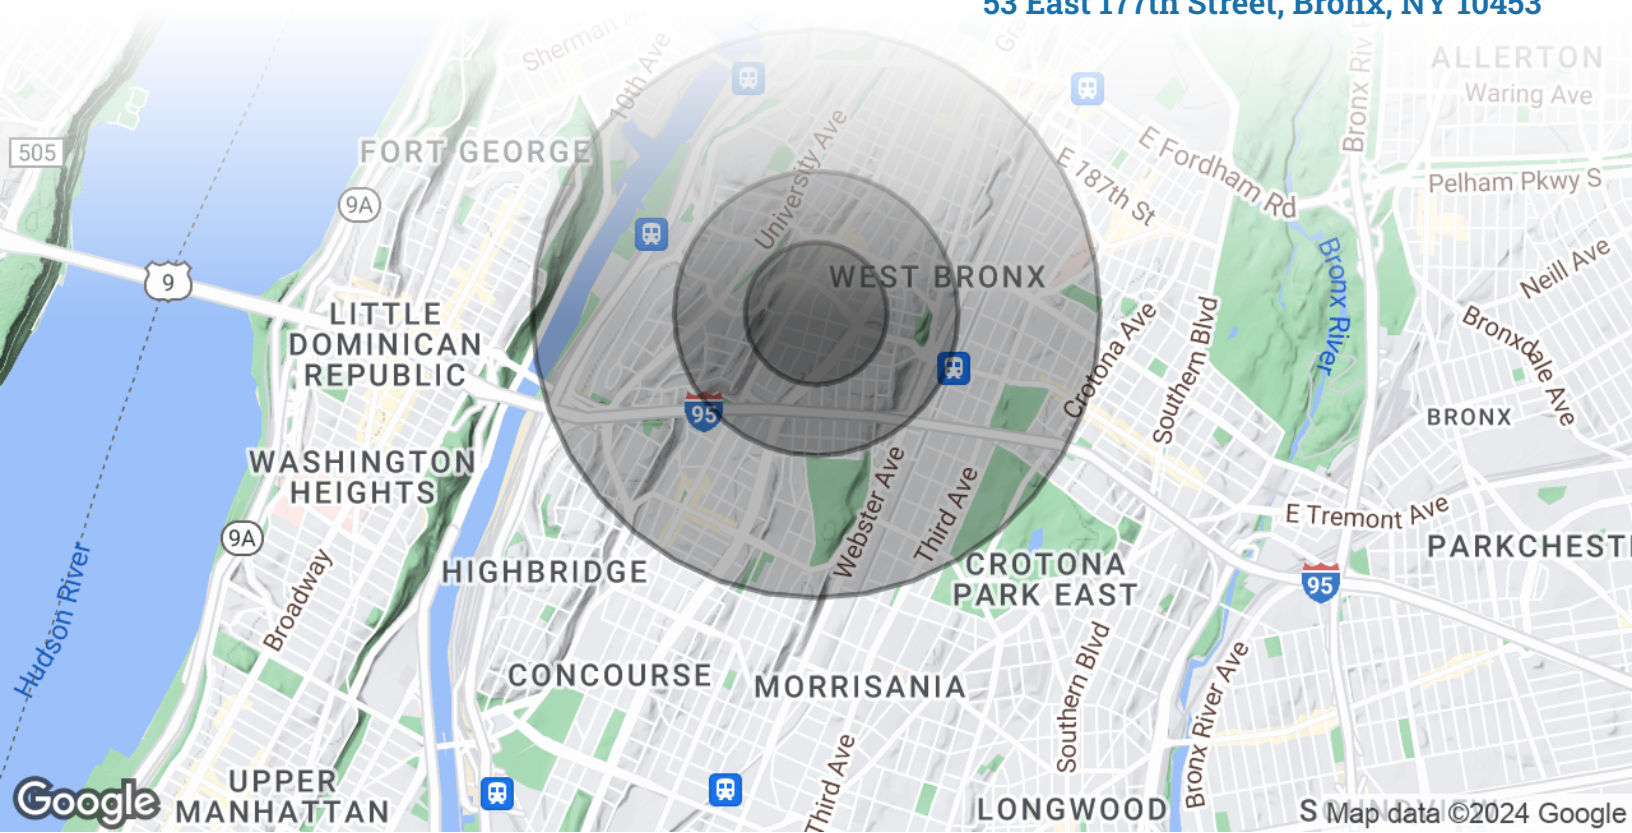 53 East 177th Street, Bronx, NY 10453
Sherman A
10th Ave
Gra
Bronx Riv P
ALLERTON
Waring Ave
505
FORT GEORGE
University Ave
E Fordham Rd
E 187th St
Pelham Pkwy S
9A
9
WEST BRONX
Bronx River
Neill Ave
LITTLE
DOMINICAN
REPUBLIC
Crotona Ave
Southern Blvd
Bronxdale Ave
95
BRONX
WASHINGTON
HEIGHTS
Webster Ave
Third Ave
E Tremont Ave
9A
PARKCHEST
Hudson River
Broadway
HIGHBRIDGE
CROTONA
PARK EAST
95
CONCOURSE
MORRISANIA
Southern Blvd
Bronx River Ave
Third Ave
UPPER
MANHATTAN
Google
LONGWOOD
S
Map data ©2024 Google